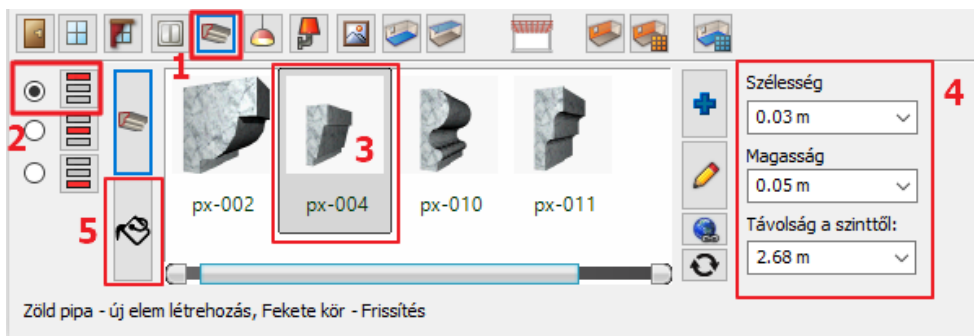 1
2
3
4
5
px-002
px-004
px-010
px-011
Szélesség
0.03 m
Magasság
0.05 m
Távolság a szinttől:
2.68 m
Zöld pipa - új elem létrehozás, Fekete kör - Frissítés